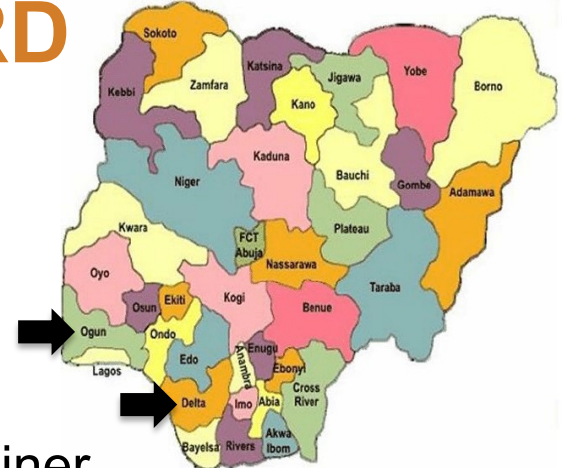 RD
Sokoto
Katsina
Jigawa
Yobe
Borno
Kebbi
Zamfara
Kano
Kaduna
Bauchi
Gombe
Adamawa
Niger
Kwara
FCT
Abuja
Plateau
Nassarawa
Taraba
Oyo
Osun
Ekiti
Kogi
Benue
Ogun
Ondo
Lagos
Edo
Anambra
Enugu
Ebonyi
Cross
River
Delta
Imo
Abia
Bayelsa
Rivers
Akwa
Ibom
iner